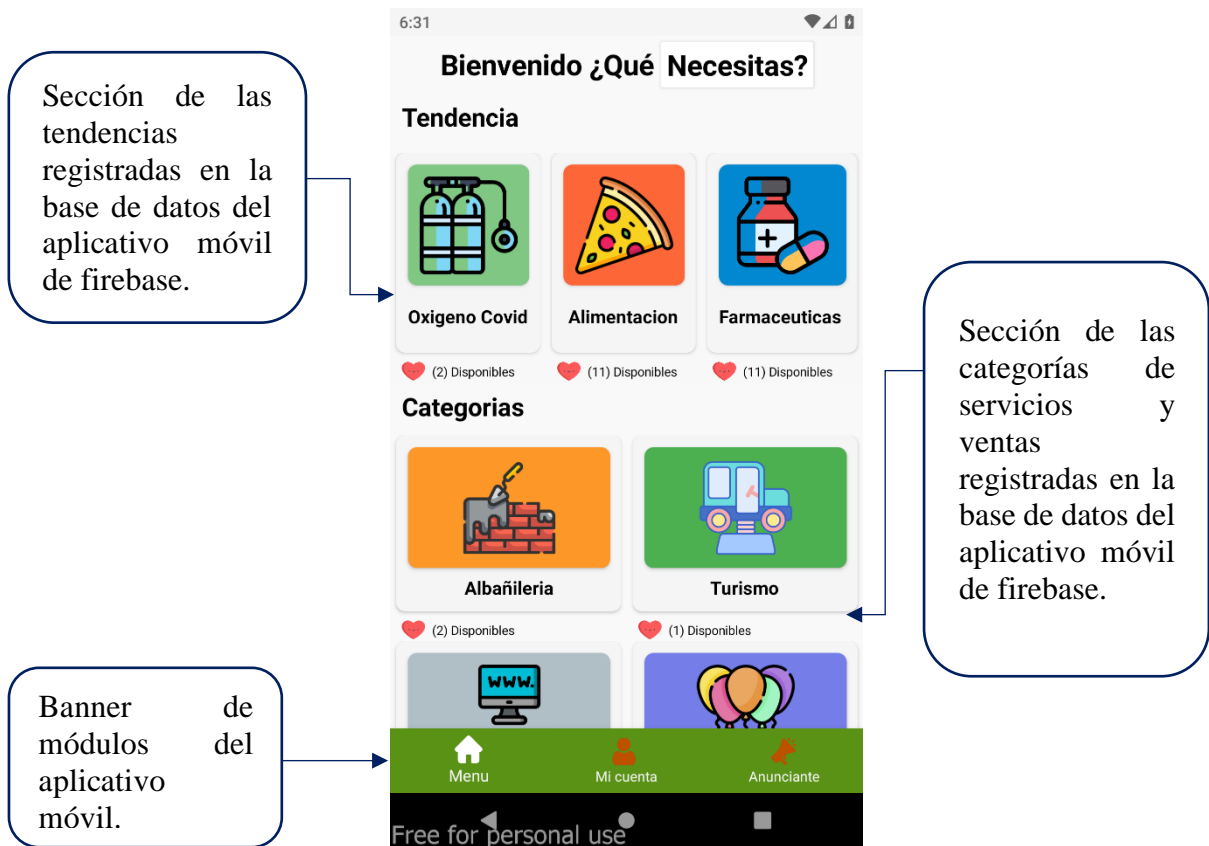 Sección de las
tendencias
registradas en la
base de datos del
aplicativo móvil
de firebase.
6:31
Bienvenido ¿Qué Necesitas?
Tendencia
Oxigeno Covid
Alimentacion
Farmaceuticas
(2) Disponibles
(11) Disponibles
(11) Disponibles
Categorias
Albañileria
Turismo
(2) Disponibles
(1) Disponibles
www.
Menu
Mi cuenta
Anunciante
Free for personal use
Sección de las
categorías de
servicios y
ventas
registradas en la
base de datos del
aplicativo móvil
de firebase.
Banner de
módulos del
aplicativo
móvil.